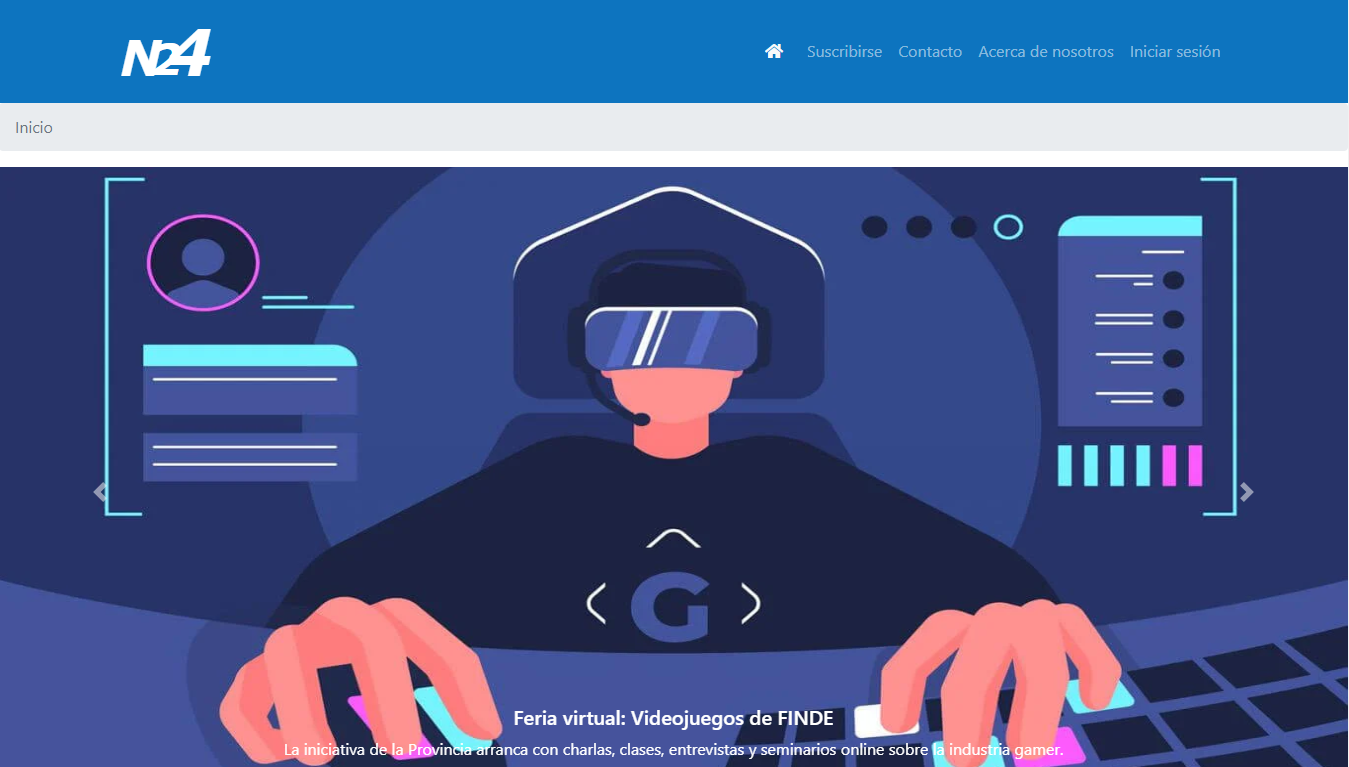 N24
Suscribirse Contacto Acerca de nosotros Iniciar sesión
Inicio
G
Feria virtual: Videojuegos de FINDE
La iniciativa de la Provincia arranca con charlas, clases, entrevistas y seminarios online sobre la industria gamer.